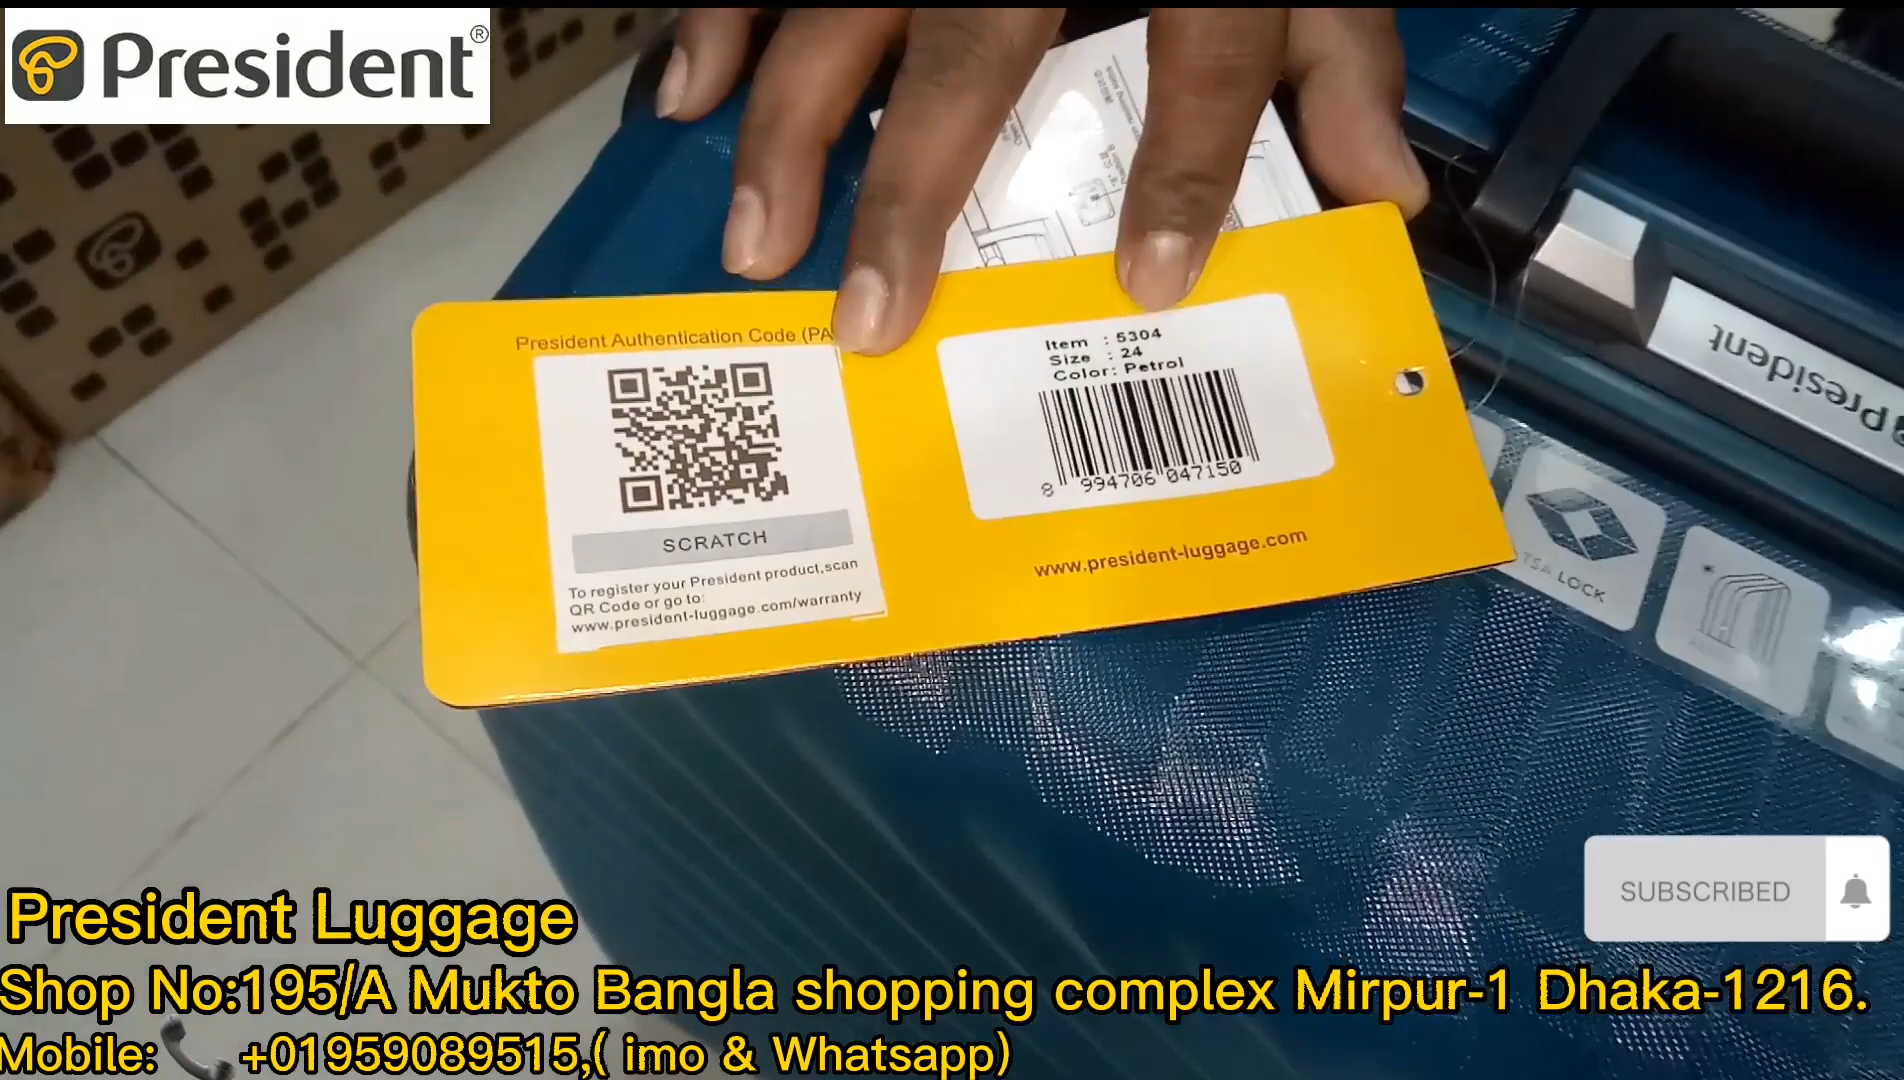 President®
President Authentication Code (PA
Item : 5304
Size : 24
Color: Petrol
8 994706 047150
SCRATCH
To register your President product,scan
QR Code or go to:
www.president-luggage.com/warranty
www.president-luggage.com
President
TSA LOCK
SUBSCRIBED
President Luggage
Shop No:195/A Mukto Bangla shopping complex Mirpur-1 Dhaka-1216.
Mobile: +01959089515,( imo & Whatsapp)